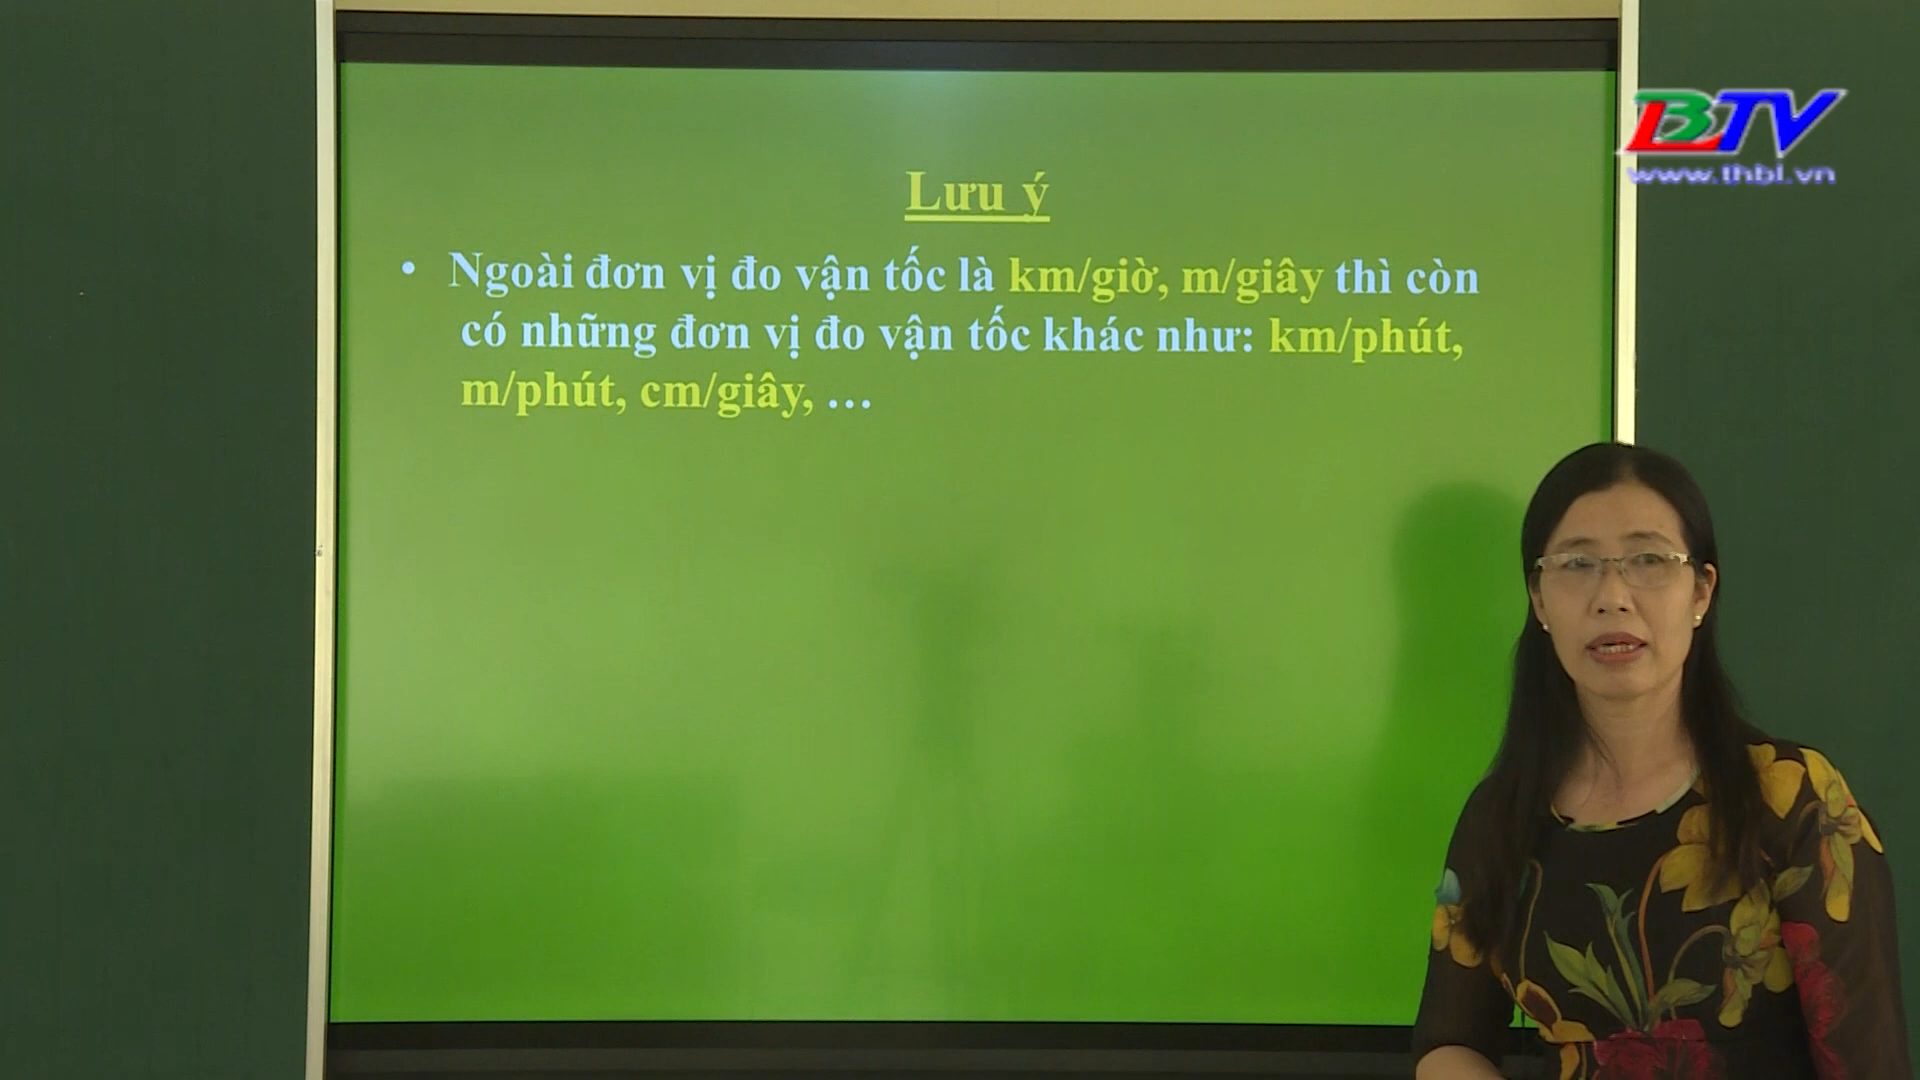 Lưu ý
• Ngoài đơn vị đo vận tốc là km/giờ, m/giây thì còn
có những đơn vị đo vận tốc khác như: km/phút,
m/phút, cm/giây, …
BTV
www.thbl.vn